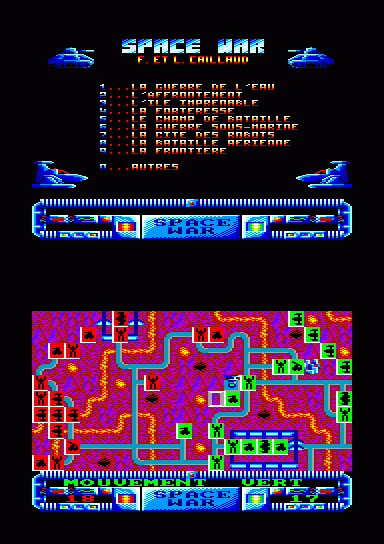 SPACE WAR
F. ET L. CAILLAUD
1...LA GUERRE DE L'EAU
2...L'AFFRONTEMENT
3...L'ILE IMPRENABLE
4...LA FORTERESSE
5...LE CHAMP DE BATAILLE
6...LA GUERRE SOUS-MARINE
7...LA REVOLTE DES ROBOTS
8...LA BATAILLE AERIENNE
9...LA FRONTIERE
0...AUTRES
SPACE
WAR
MOUVEMENT VERT
18 SPACE 17
WAR